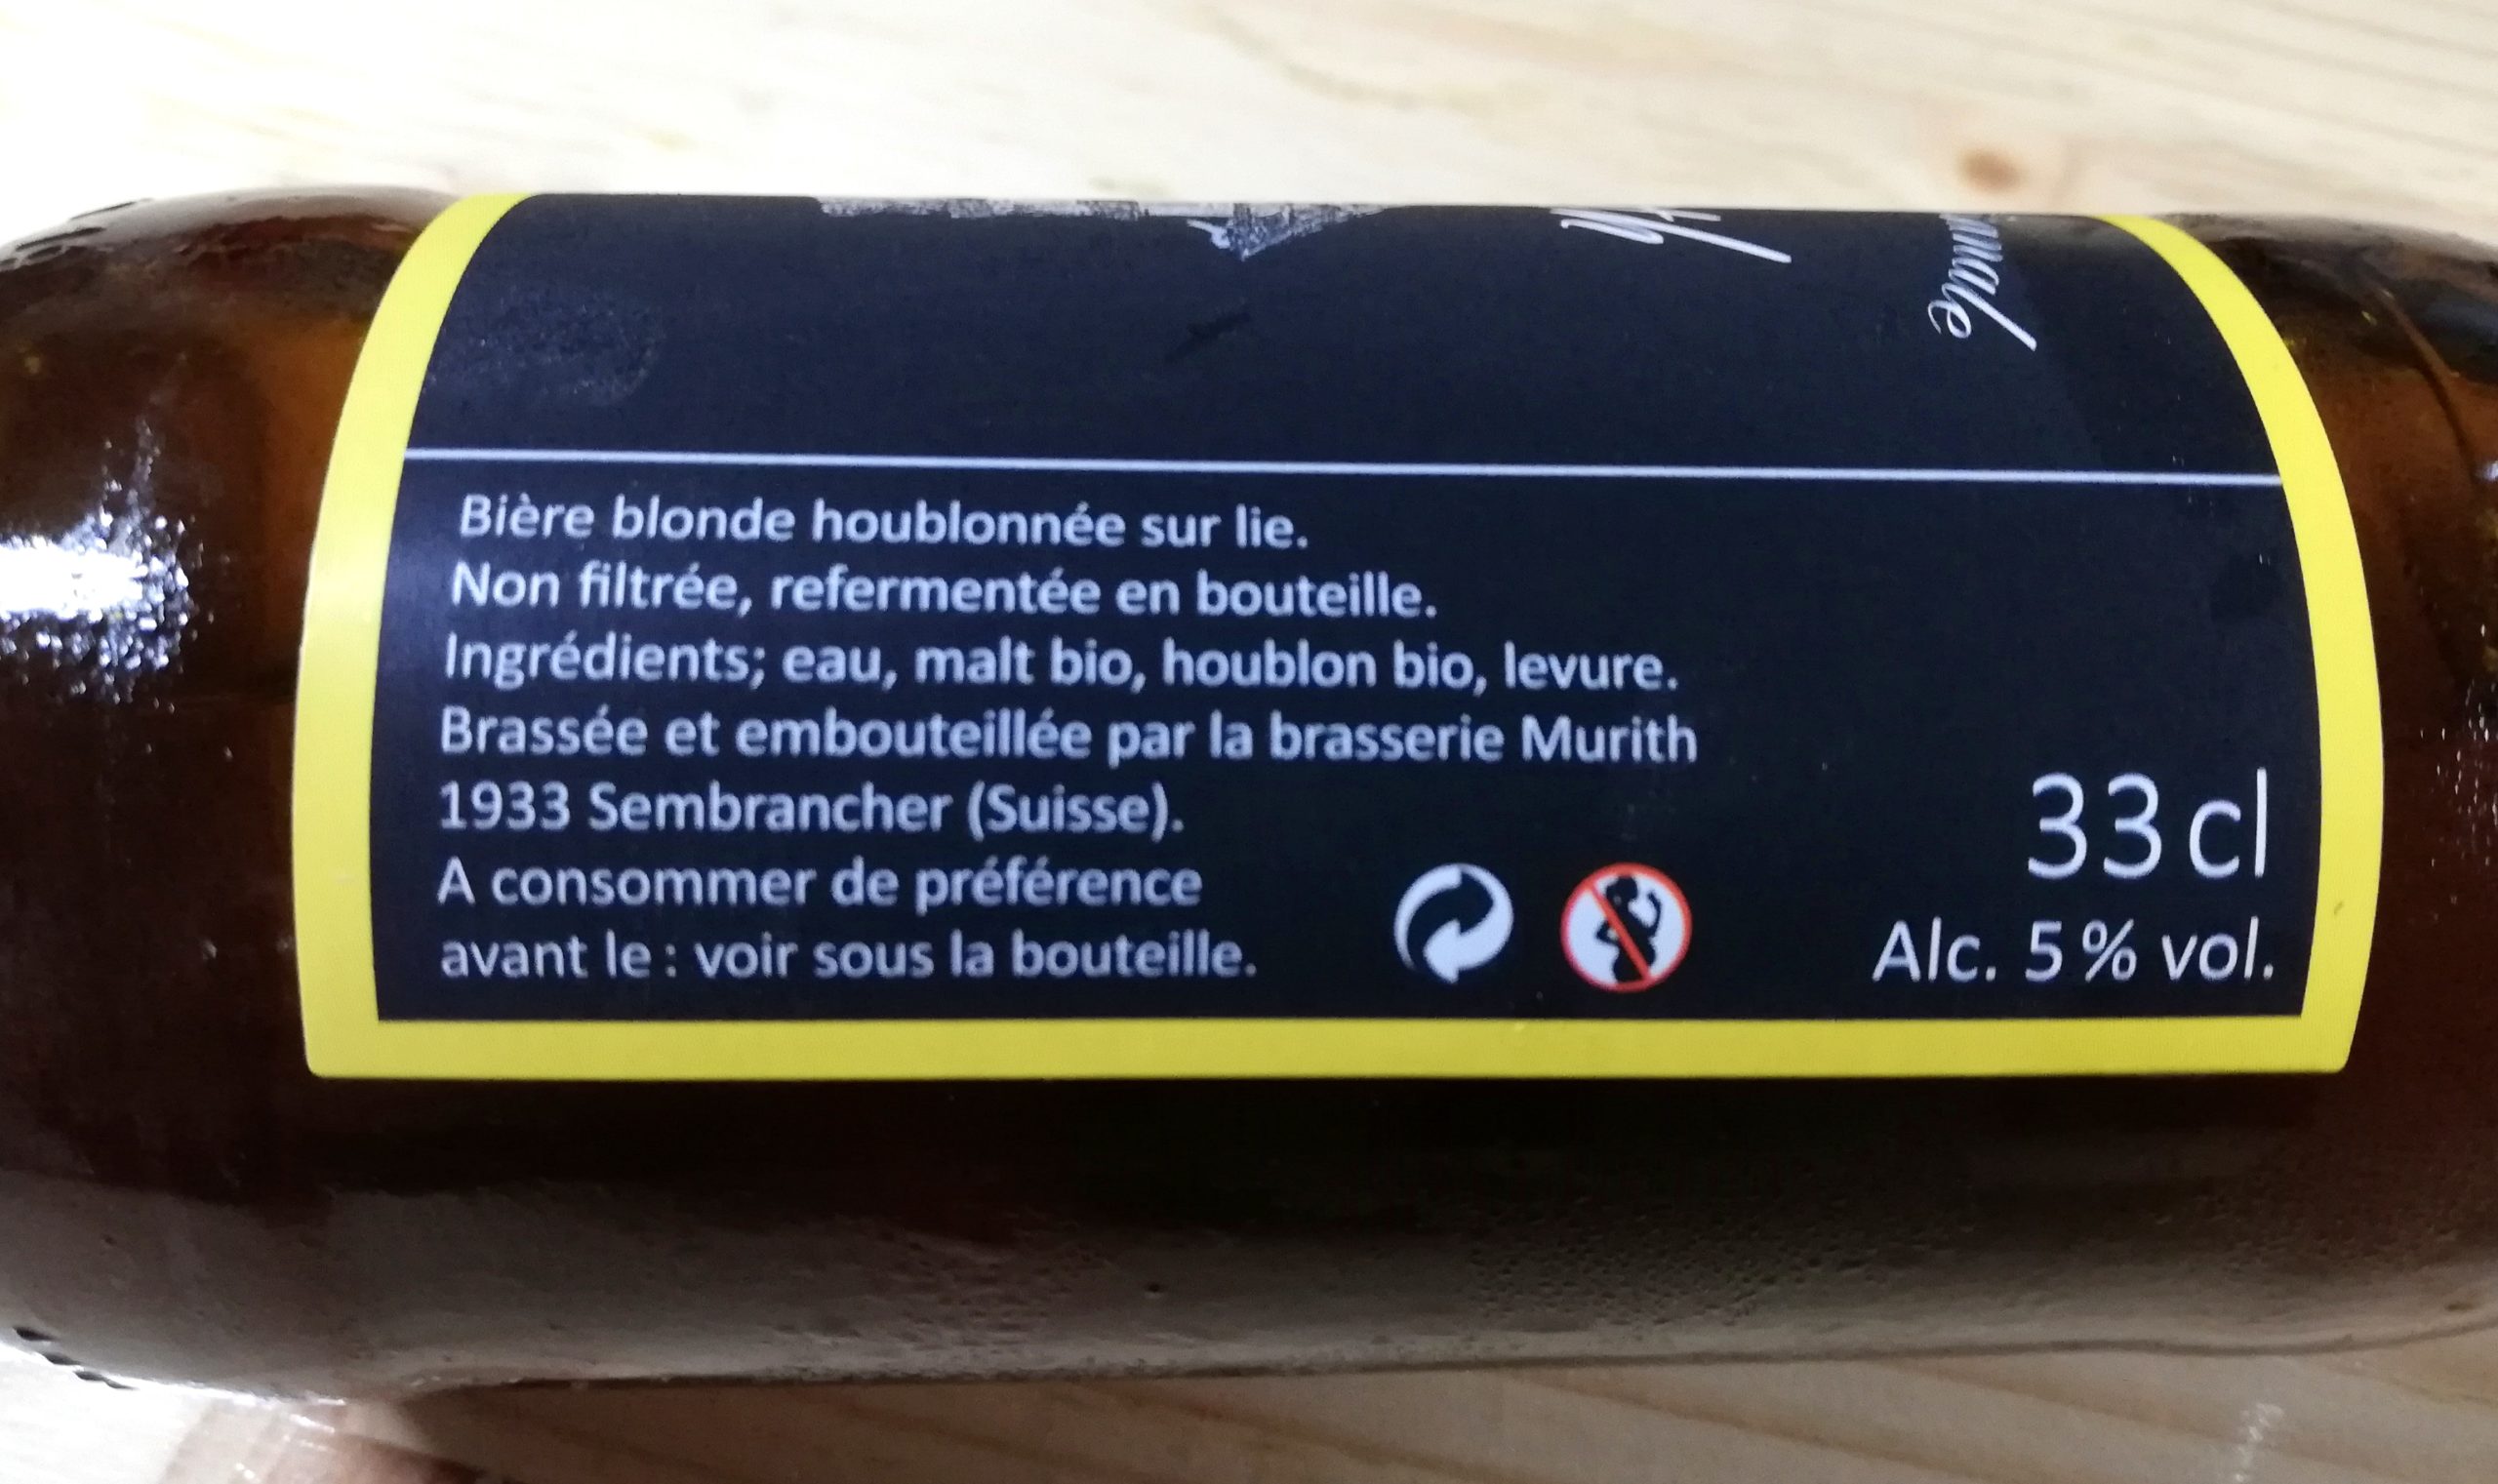 Bière blonde houblonnée sur lie.
Non filtrée, refermentée en bouteille.
Ingrédients; eau, malt bio, houblon bio, levure.
Brassée et embouteillée par la brasserie Murith
1933 Sembrancher (Suisse).
A consommer de préférence
avant le : voir sous la bouteille.
33 cl
Alc. 5 % vol.